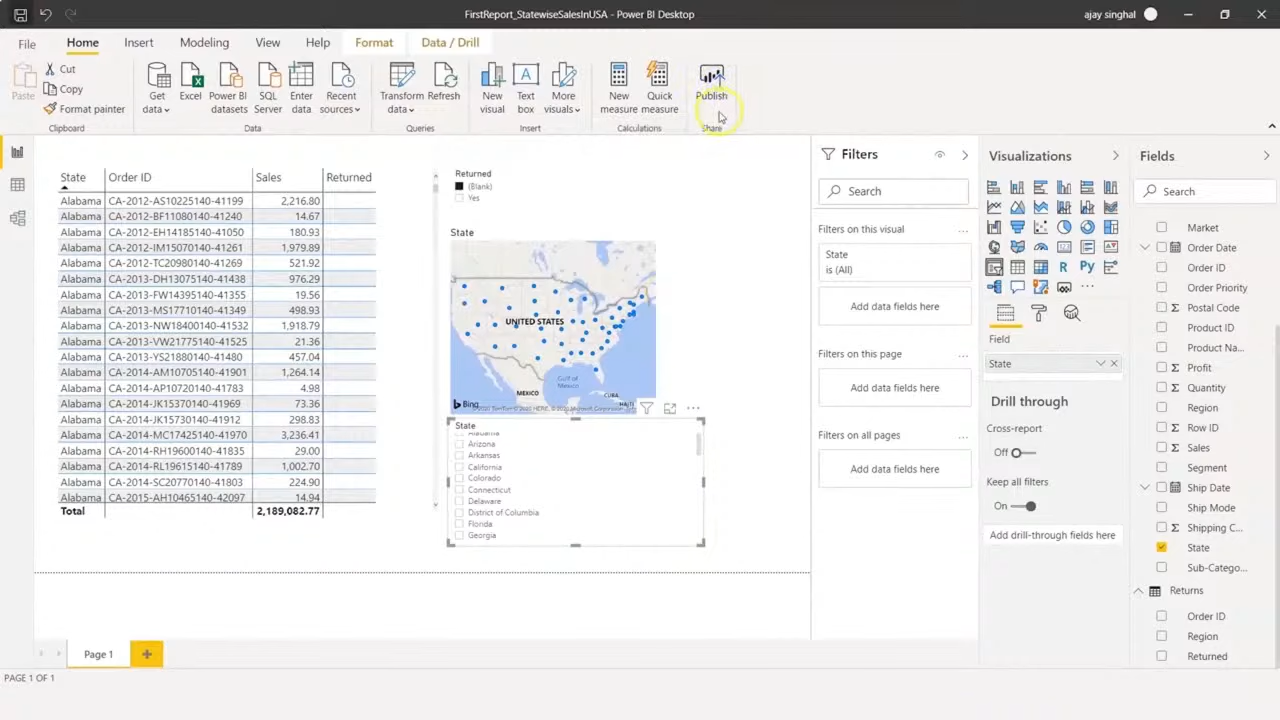 FirstReport_StatewiseSalesInUSA - Power BI Desktop
ajay singhal
File
Home
Insert
Modeling
View
Help
Format
Data / Drill
Paste
Cut
Copy
Format painter
Clipboard
Get
data
Excel
Power BI
datasets
SQL
Server
Enter
data
Recent
sources
Data
Transform
data
Refresh
Queries
New
visual
Text
box
More
visuals
Insert
New
measure
Quick
measure
Calculations
Publish
Share
State Order ID Sales Returned
Alabama CA-2012-AS10225140-41199 2,216.80
Alabama CA-2012-BF11080140-41240 14.67
Alabama CA-2012-EH14185140-41050 180.93
Alabama CA-2012-IM15070140-41261 1,979.89
Alabama CA-2012-TC20980140-41269 521.92
Alabama CA-2013-DH13075140-41438 976.29
Alabama CA-2013-FW14395140-41355 19.56
Alabama CA-2013-MS17710140-41349 498.93
Alabama CA-2013-NW18400140-41532 1,918.79
Alabama CA-2013-VW21775140-41525 21.36
Alabama CA-2013-YS21880140-41480 457.04
Alabama CA-2014-AM10705140-41901 1,264.14
Alabama CA-2014-AP10720140-41783 4.98
Alabama CA-2014-JK15370140-41969 73.36
Alabama CA-2014-JK15730140-41912 298.83
Alabama CA-2014-MC17425140-41970 3,236.41
Alabama CA-2014-RH19600140-41835 29.00
Alabama CA-2014-RL19615140-41789 1,002.70
Alabama CA-2014-SC20770140-41803 224.90
Alabama CA-2015-AH10465140-42097 14.94
Total 2,189,082.77
Returned
(Blank)
Yes
State
UNITED STATES
MEXICO
Gulf of
Mexico
CUBA
HAITI
Bing
State
Alabama
Arizona
Arkansas
California
Colorado
Connecticut
Delaware
District of Columbia
Florida
Georgia
Filters
Search
Filters on this visual
...
State
is (All)
Add data fields here
Filters on this page
...
Add data fields here
Filters on all pages
...
Add data fields here
Visualizations
R
Py
...
Field
State
Drill through
Cross-report
Off
Keep all filters
On
Add drill-through fields here
Fields
Search
Market
Order Date
Order ID
Order Priority
Postal Code
Product ID
Product Na...
Profit
Quantity
Region
Row ID
Sales
Segment
Ship Date
Ship Mode
Shipping C...
State
Sub-Catego...
Returns
Order ID
Region
Returned
Page 1
PAGE 1 OF 1